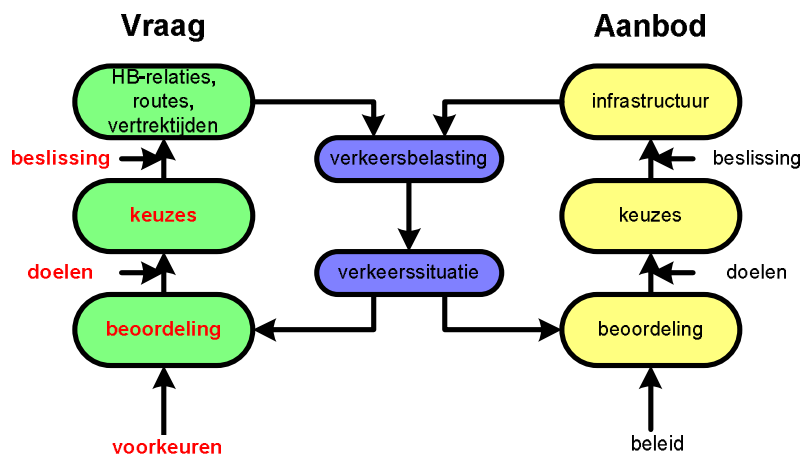 Vraag
Aanbod
HB-relaties,
routes,
vertrektijden
infrastructuur
beslissing
verkeersbelasting
beslissing
keuzes
keuzes
doelen
verkeerssituatie
doelen
beoordeling
beoordeling
voorkeuren
beleid